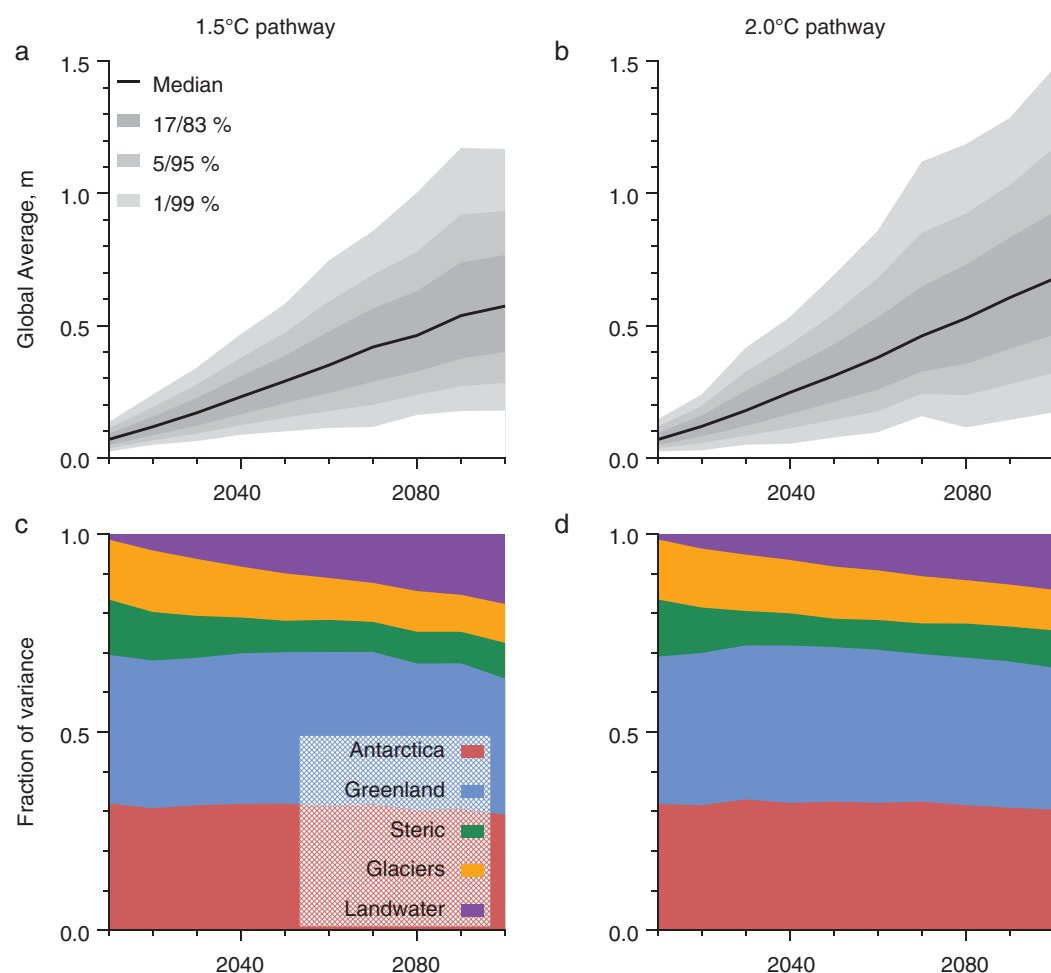 1.5°C pathway
2.0°C pathway
a
b
1.5
1.0
0.5
0.0
Global Average, m
Median
17/83 %
5/95 %
1/99 %
2040
2080
1.5
1.0
0.5
0.0
2040
2080
c
d
1.0
0.5
0.0
Fraction of variance
Antarctica
Greenland
Steric
Glaciers
Landwater
2040
2080
1.0
0.5
0.0
2040
2080